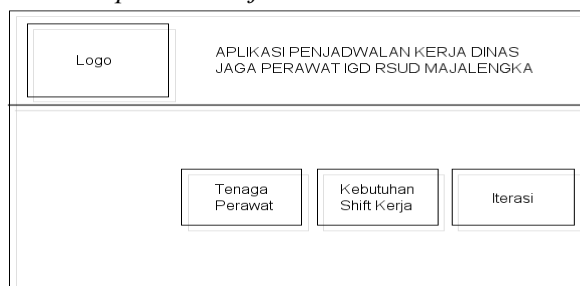 Logo
APLIKASI PENJADWALAN KERJA DINAS
JAGA PERAWAT IGD RSUD MAJALENGKA
Tenaga
Perawat
Kebutuhan
Shift Kerja
Iterasi